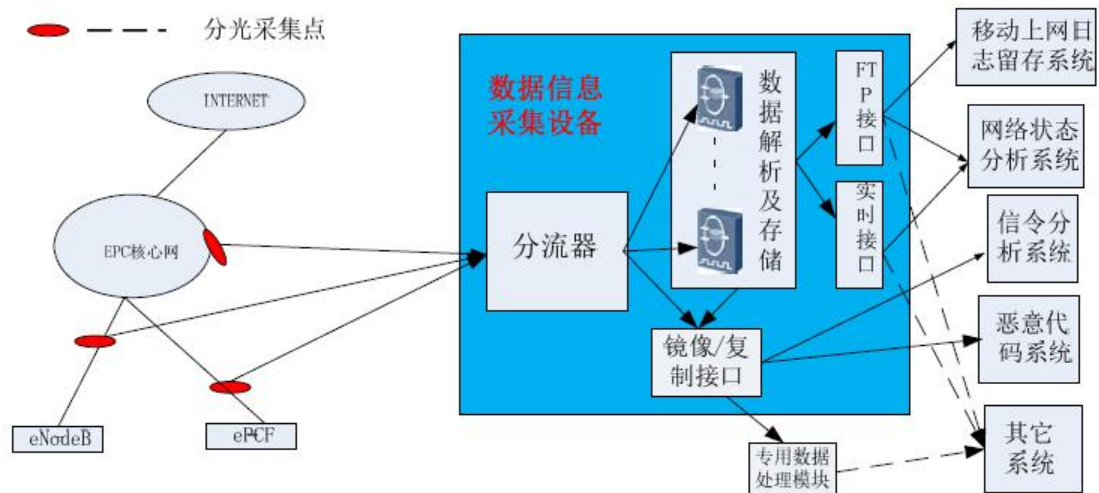 分光采集点
INTERNET
EPC核心网
eNodeB
ePCF
数据信息
采集设备
分流器
数据解析及存储
FT
P接
口
实时接口
镜像/复
制接口
专用数据
处理模块
移动上网日
志留存系统
网络状态
分析系统
信令分
析系统
恶意代
码系统
其它
系统